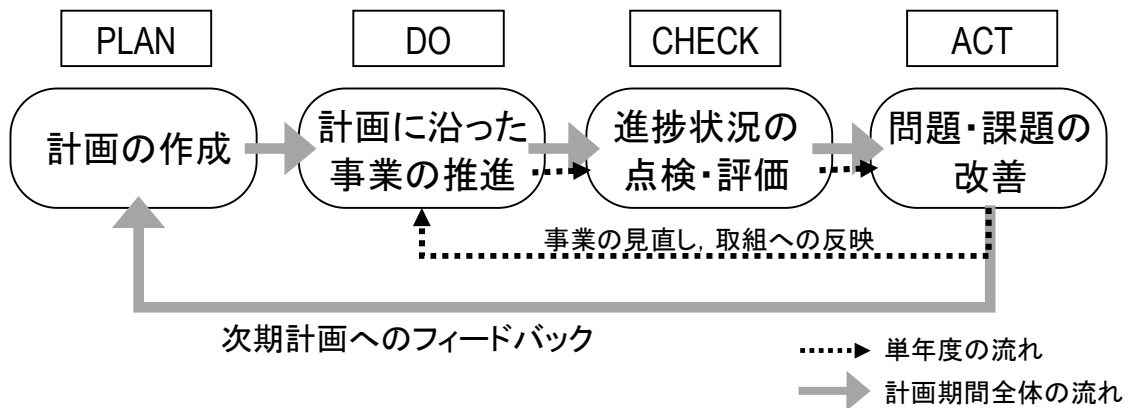 PLAN
DO
CHECK
ACT
計画の作成
計画に沿った
事業の推進
進捗状況の
点検・評価
問題・課題の
改善
事業の見直し, 取組への反映
次期計画へのフィードバック
単年度の流れ
計画期間全体の流れ